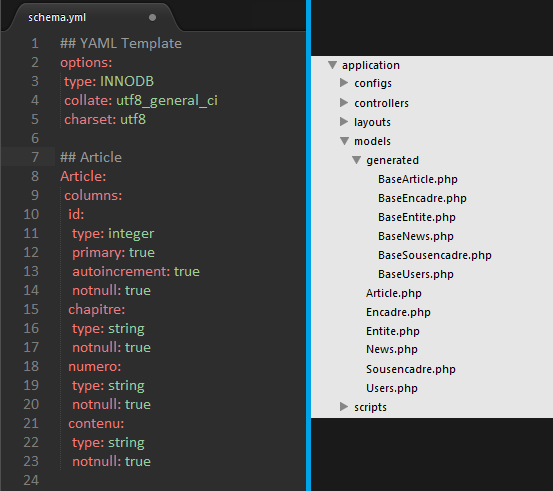 schema.yml
1 ## YAML Template
2 options:
3 type: INNODB
4 collate: utf8_general_ci
5 charset: utf8
6
7 ## Article
8 Article:
9 columns:
10 id:
11 type: integer
12 primary: true
13 autoincrement: true
14 notnull: true
15 chapitre:
16 type: string
17 notnull: true
18 numero:
19 type: string
20 notnull: true
21 contenu:
22 type: string
23 notnull: true
24
application
configs
controllers
layouts
models
generated
BaseArticle.php
BaseEncadre.php
BaseEntite.php
BaseNews.php
BaseSousencadre.php
BaseUsers.php
Article.php
Encadre.php
Entite.php
News.php
Sousencadre.php
Users.php
scripts